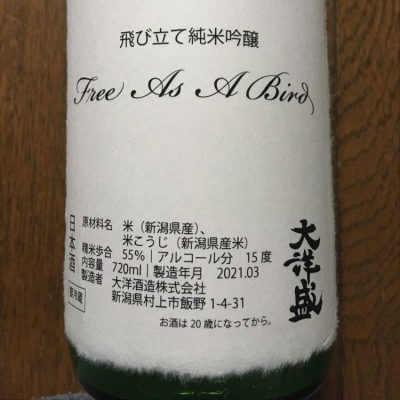 飛び立て純米吟醸
Free As A Bird
日本酒
要冷蔵
原材料名　米（新潟県産）、
米こうじ（新潟県産米）
精米歩合　55%｜アルコール分　15度
内容量　720ml｜製造年月　2021.03
製造者　大洋酒造株式会社
新潟県村上市飯野1-4-31
お酒は20歳になってから。
大洋盛